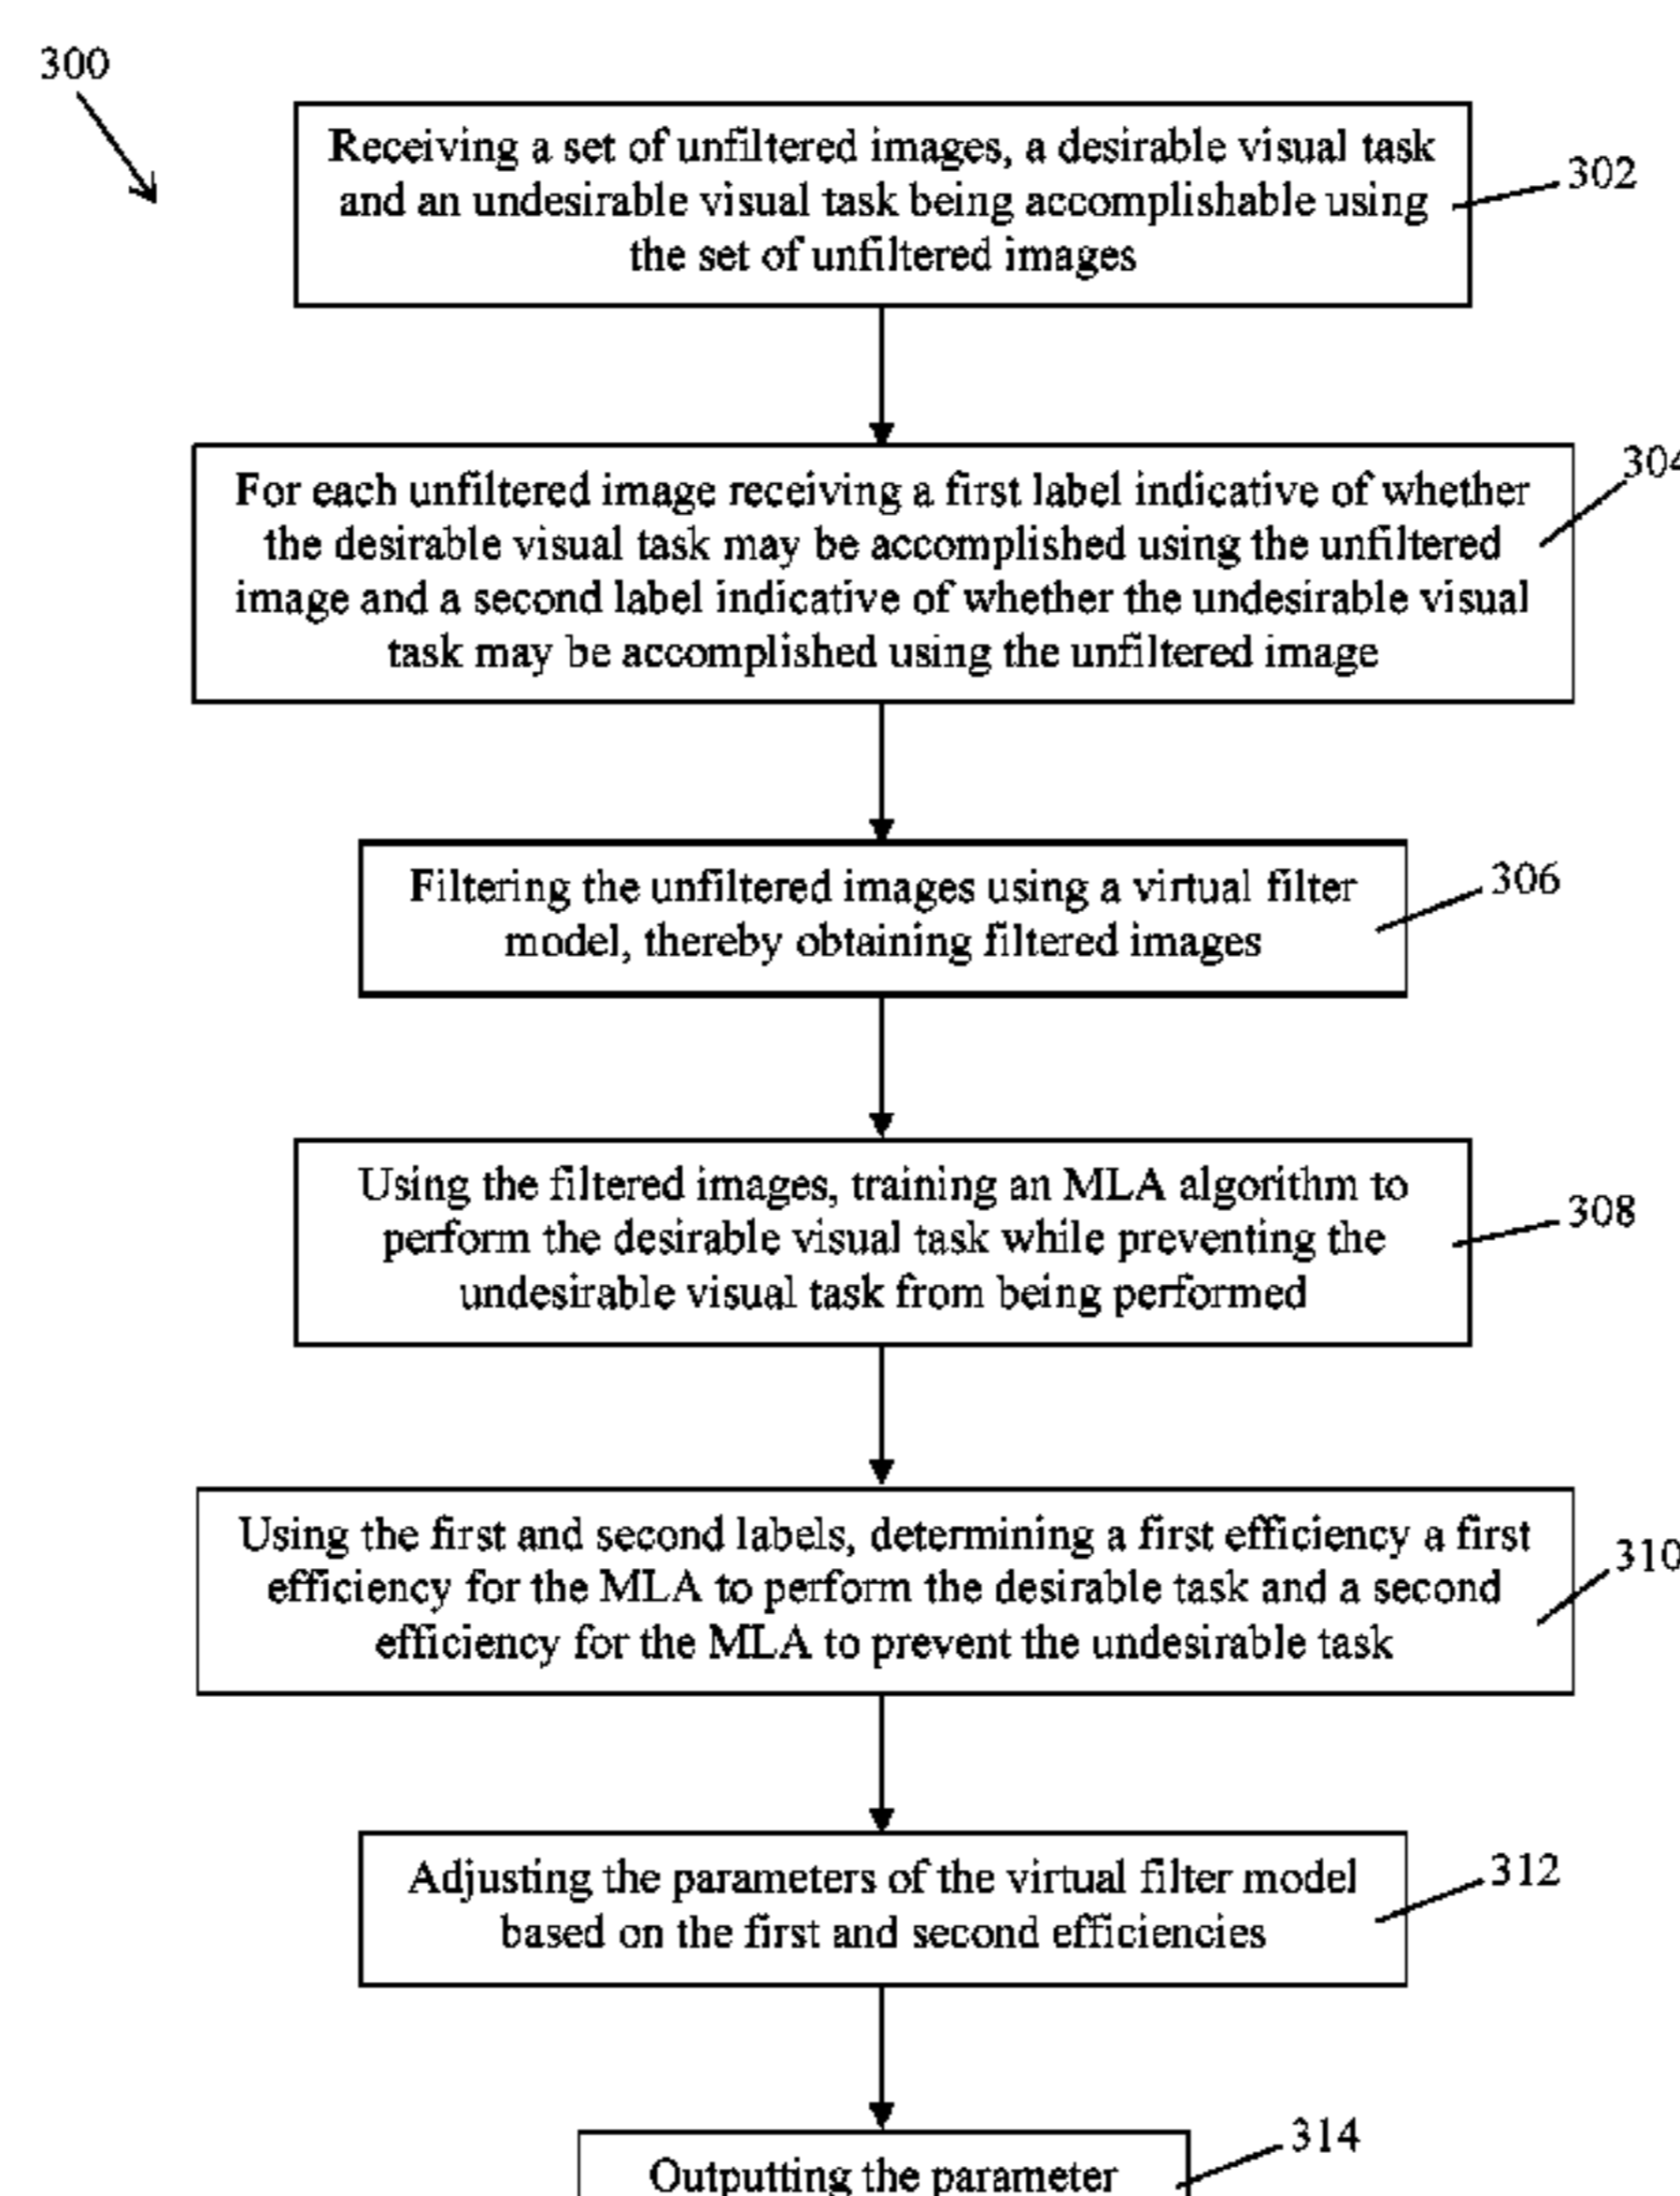 300
Receiving a set of unfiltered images, a desirable visual task
and an undesirable visual task being accomplishable using
the set of unfiltered images
302
304
For each unfiltered image receiving a first label indicative of whether
the desirable visual task may be accomplished using the unfiltered
image and a second label indicative of whether the undesirable visual
task may be accomplished using the unfiltered image
Filtering the unfiltered images using a virtual filter
model, thereby obtaining filtered images
306
Using the filtered images, training an MLA algorithm to
perform the desirable visual task while preventing the
undesirable visual task from being performed
308
Using the first and second labels, determining a first efficiency a first
efficiency for the MLA to perform the desirable task and a second
efficiency for the MLA to prevent the undesirable task
310
Adjusting the parameters of the virtual filter model
based on the first and second efficiencies
312
314
Outputting the parameter